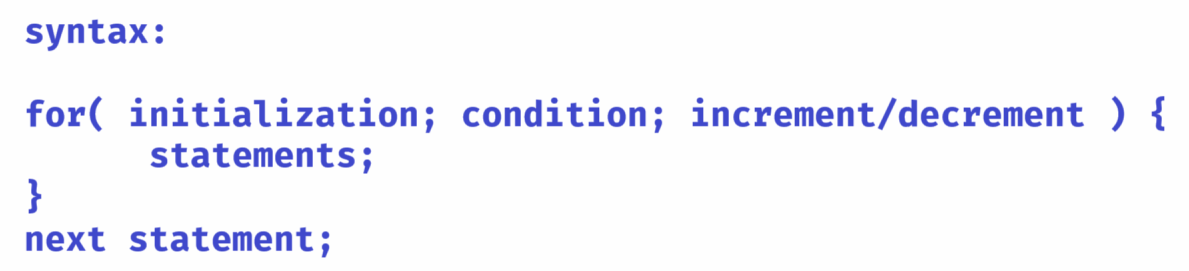 syntax:
for( initialization; condition; increment/decrement ) {
statements;
}
next statement;